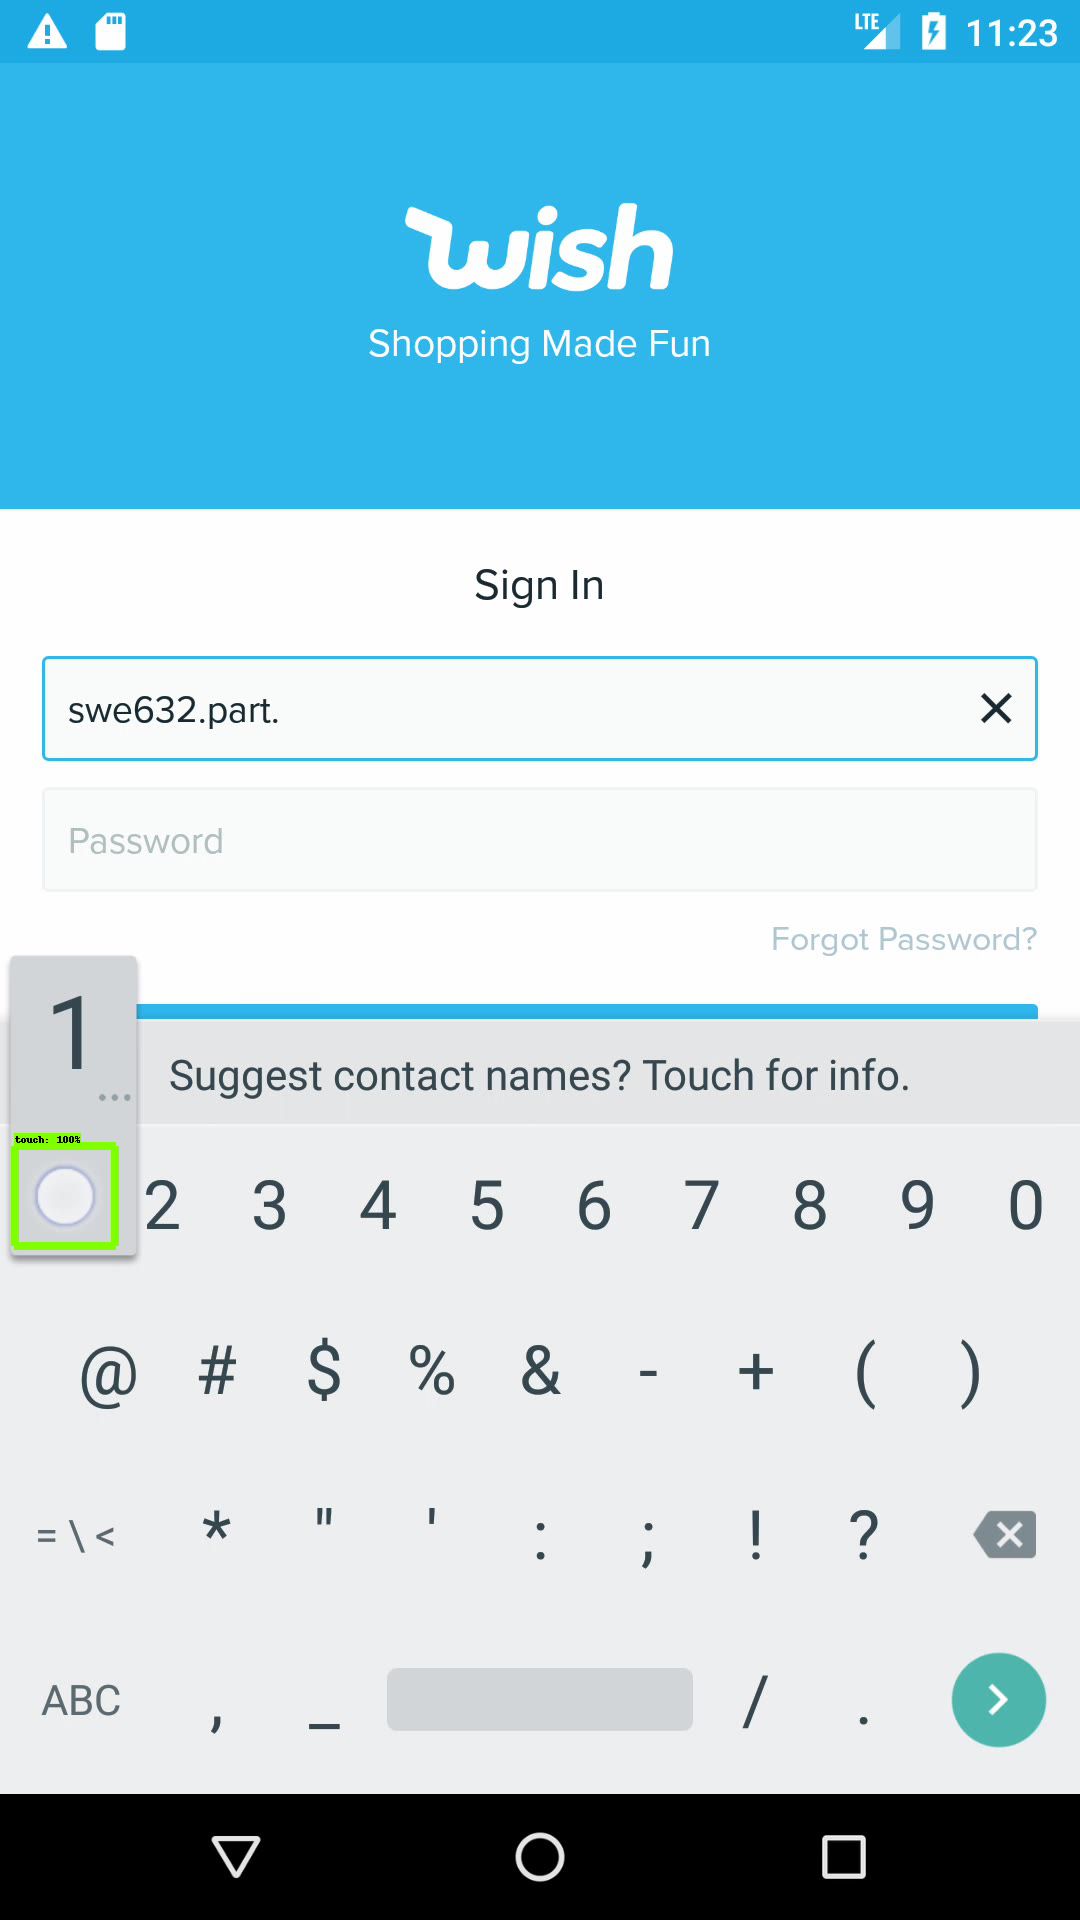 LTE 11:23
wish
Shopping Made Fun
Sign In
swe632.part.
Password
Forgot Password?
1
Suggest contact names? Touch for info.
touch: 100%
2 3 4 5 6 7 8 9 0
@ # $ % & - + ( )
= \ < * " ' : ; ! ?
ABC , _ / .